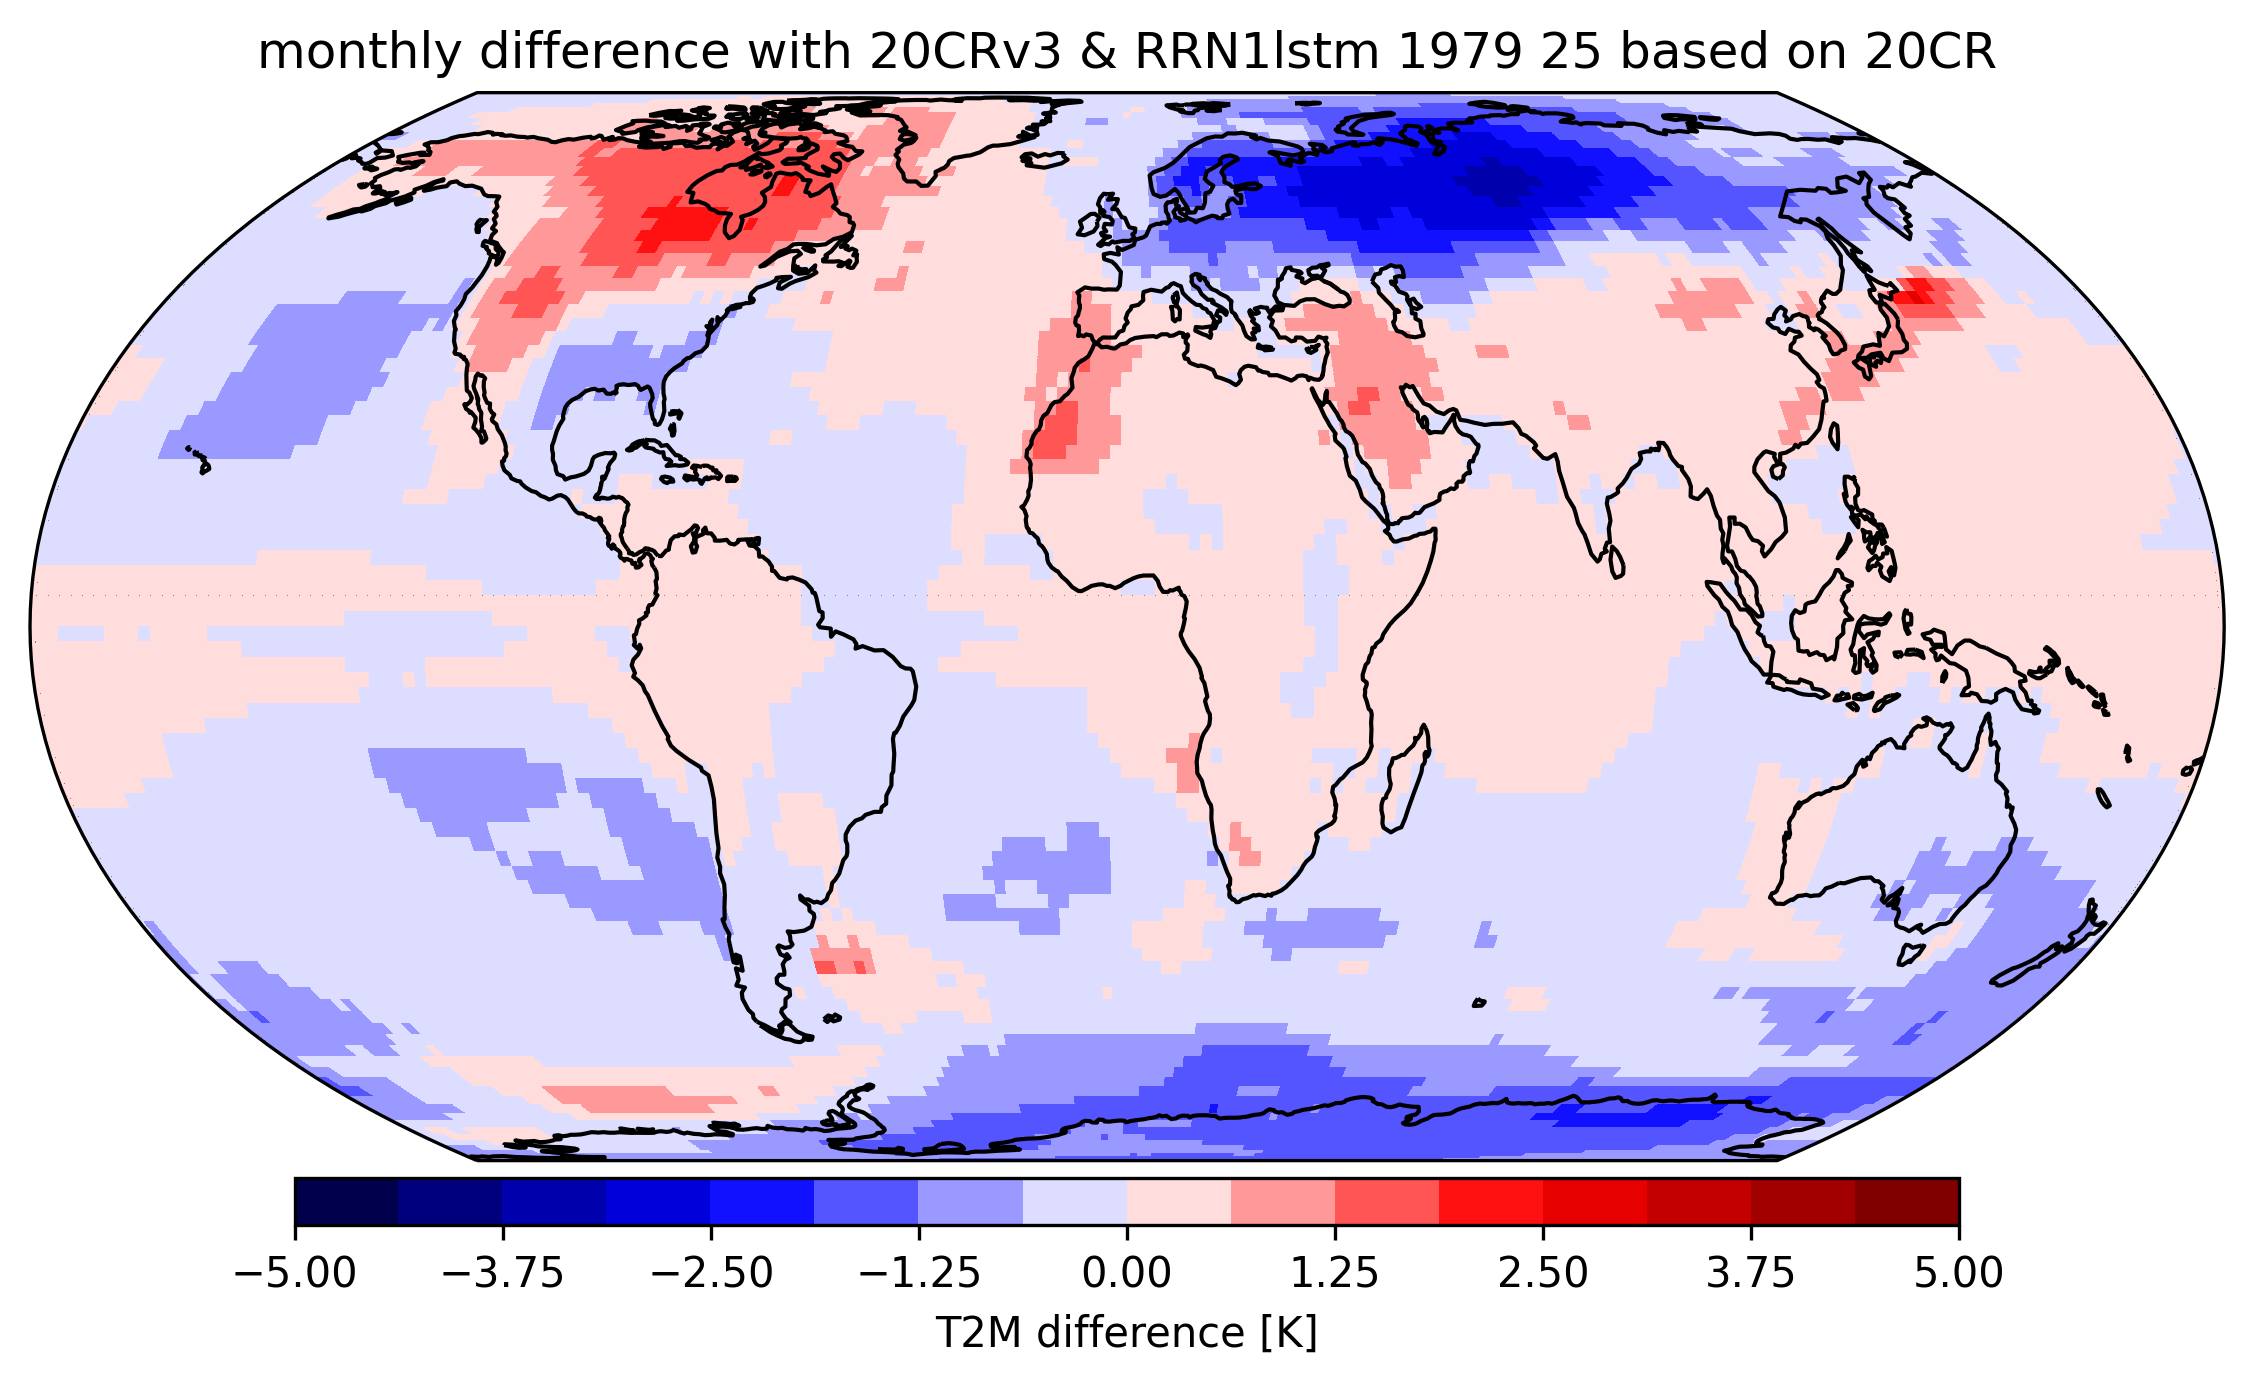 monthly difference with 20CRv3 & RRN1lstm 1979 25 based on 20CR
−5.00 −3.75 −2.50 −1.25 0.00 1.25 2.50 3.75 5.00
T2M difference [K]